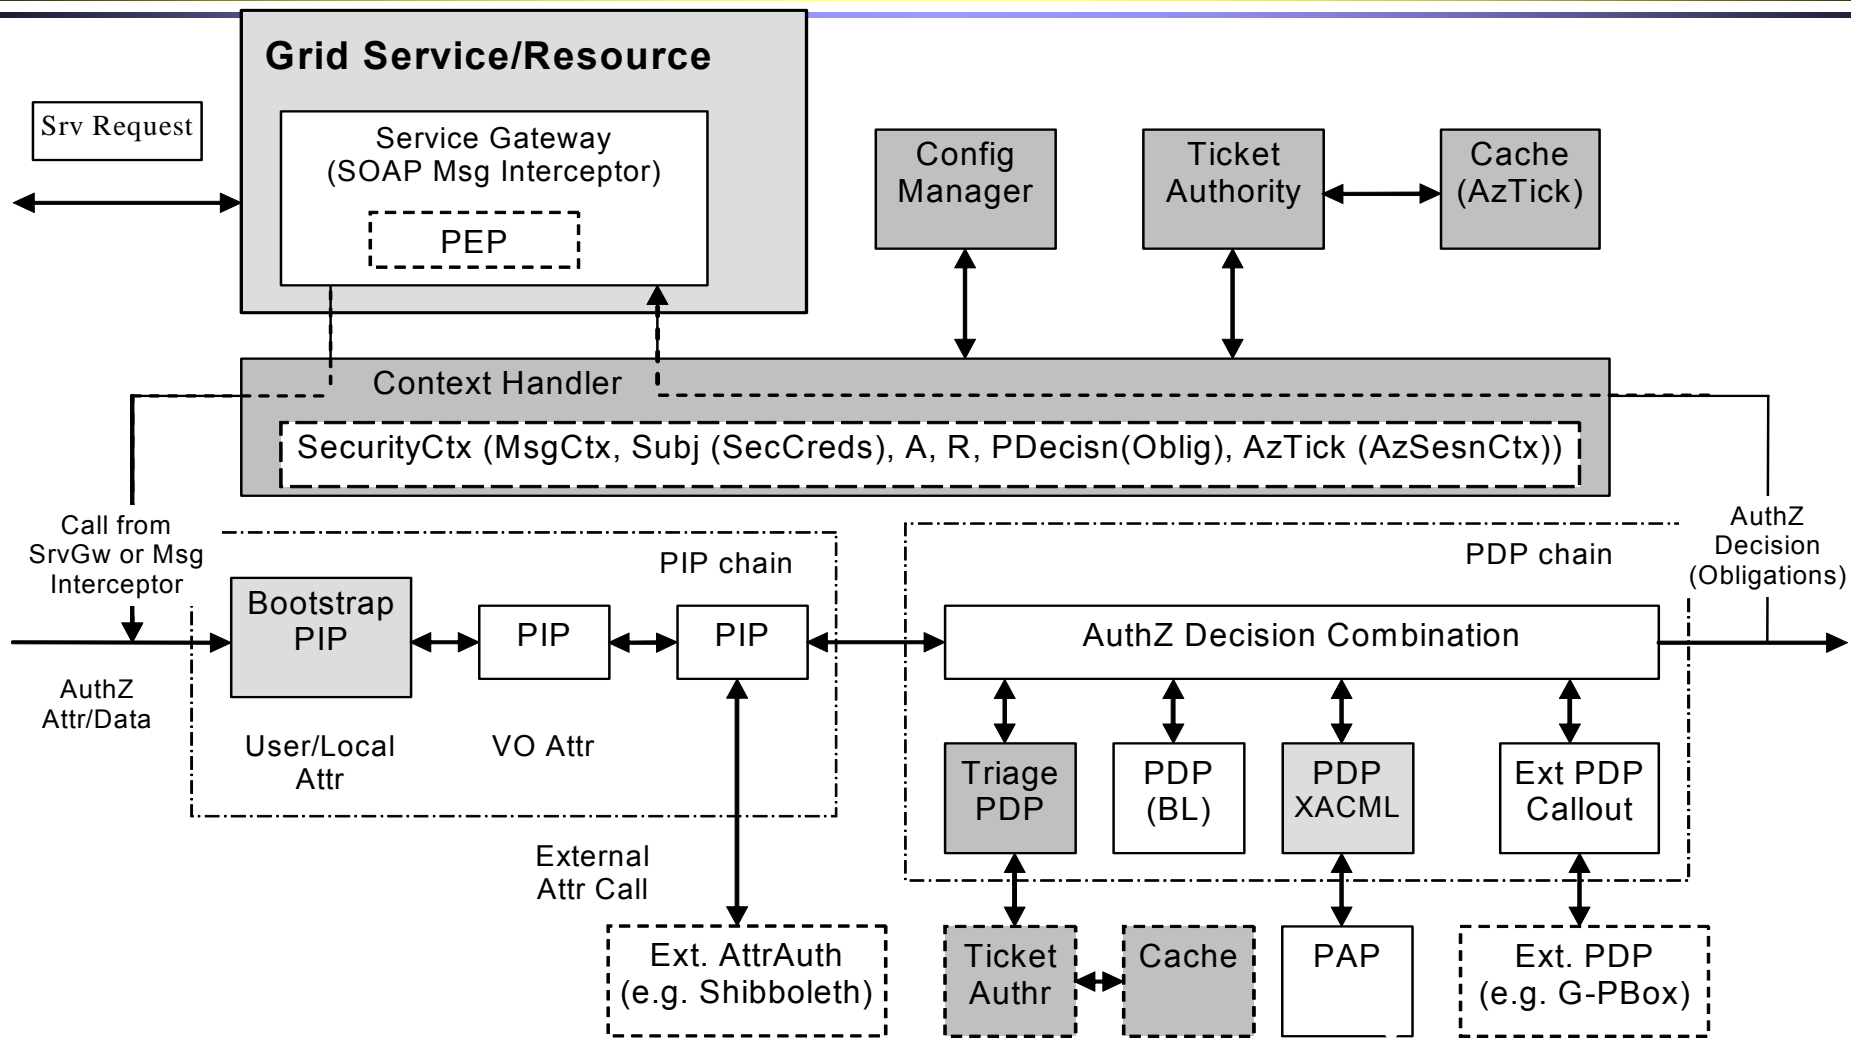 Grid Service/Resource
Srv Request
Service Gateway
(SOAP Msg Interceptor)
PEP
Config
Manager
Ticket
Authority
Cache
(AzTick)
Context Handler
SecurityCtx (MsgCtx, Subj (SecCreds), A, R, PDecisn(Oblig), AzTick (AzSesnCtx))
Call from
SrvGw or Msg
Interceptor
PIP chain
PDP chain
AuthZ
Decision
(Obligations)
Bootstrap
PIP
PIP
PIP
AuthZ Decision Combination
AuthZ
Attr/Data
User/Local
Attr
VO Attr
Triage
PDP
PDP
(BL)
PDP
XACML
Ext PDP
Callout
External
Attr Call
Ext. AttrAuth
(e.g. Shibboleth)
Ticket
Authr
Cache
PAP
Ext. PDP
(e.g. G-PBox)